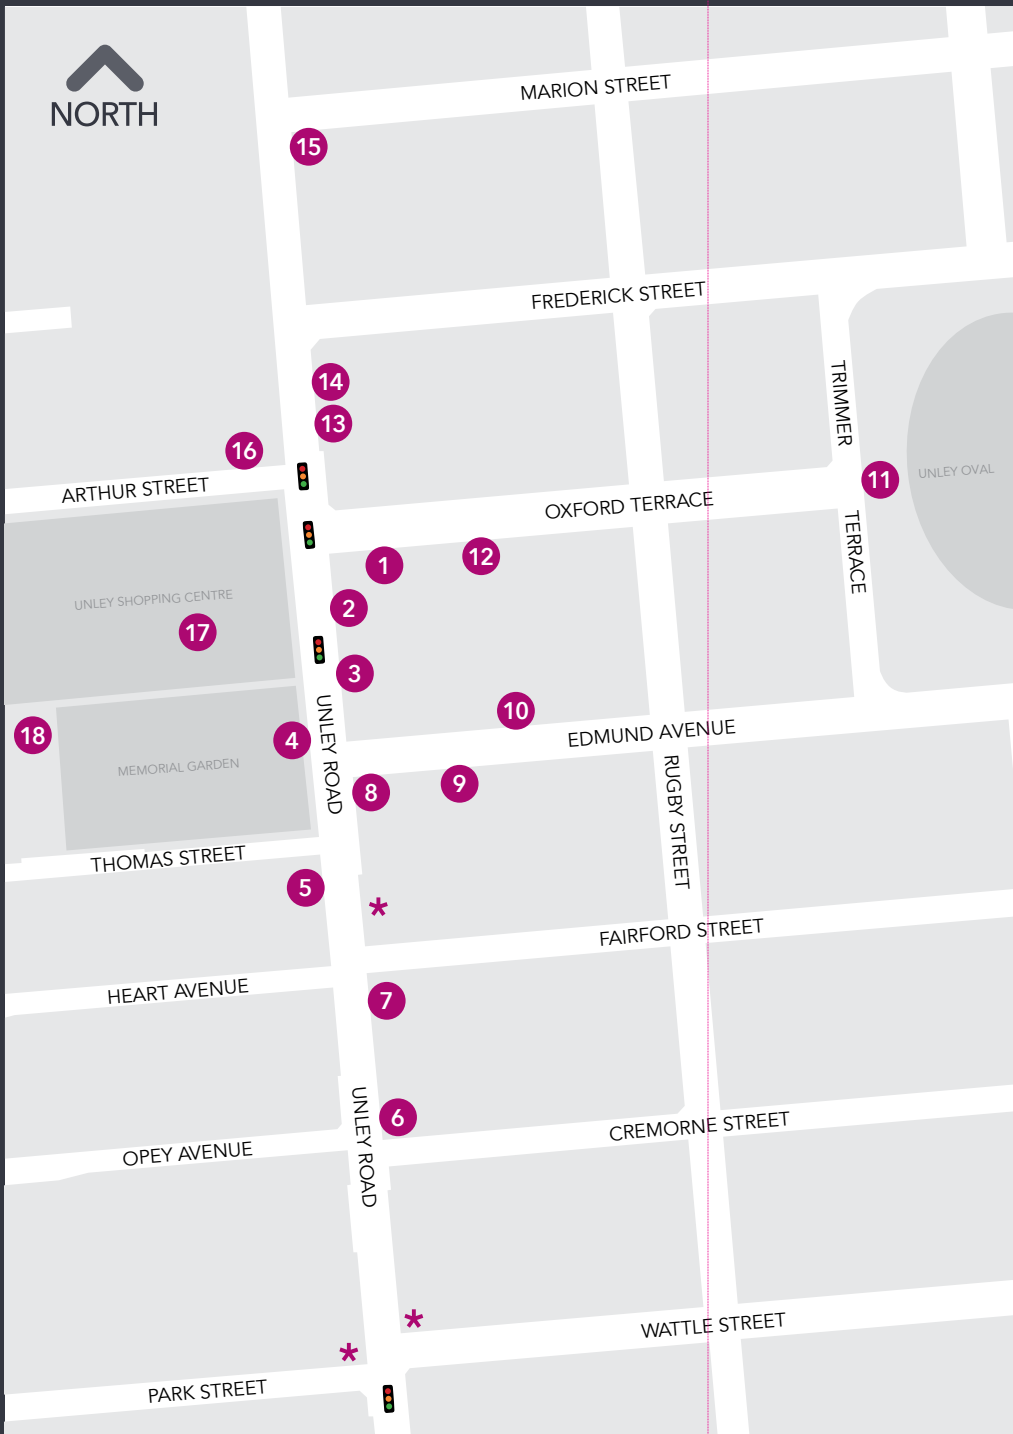 MARION STREET
NORTH
15
FREDERICK STREET
14
TRIMMER
13
16
UNLEY OVAL
11
ARTHUR STREET
OXFORD TERRACE
TERRACE
12
1
UNLEY SHOPPING CENTRE
2
17
3
10
18
4
UNLEY ROAD
EDMUND AVENUE
MEMORIAL GARDEN
9
8
RUGBY STREET
THOMAS STREET
5
*
FAIRFORD STREET
HEART AVENUE
7
6
CREMORNE STREET
UNLEY ROAD
OPEY AVENUE
*
WATTLE STREET
*
PARK STREET